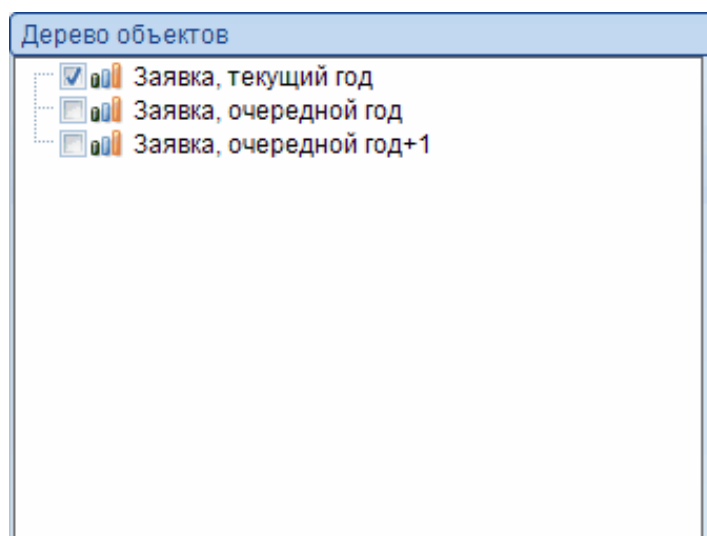 Дерево объектов
Заявка, текущий год
Заявка, очередной год
Заявка, очередной год+1